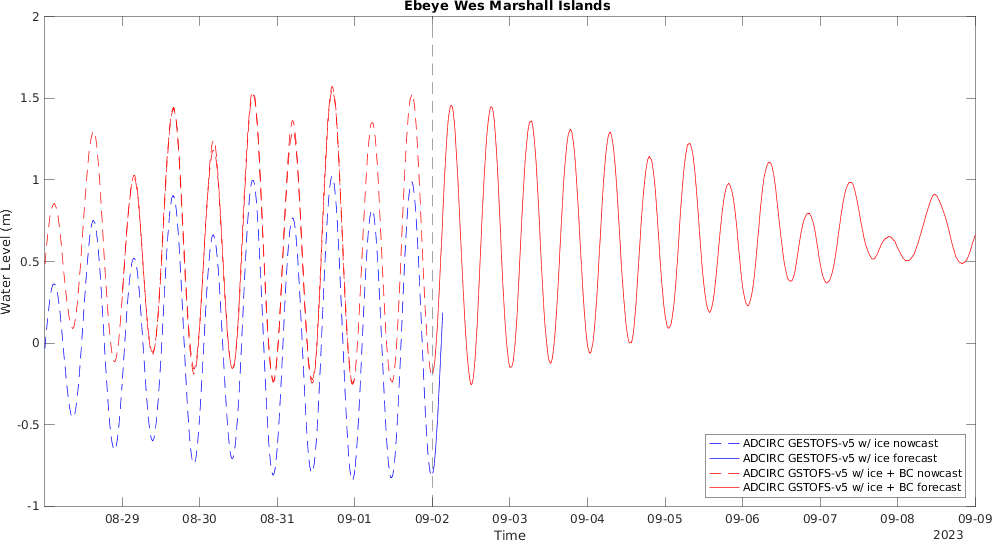 Ebeye Wes Marshall Islands
2
1.5
1
0.5
0
-0.5
-1
Water Level (m)
ADCIRC GESTOFS-v5 w/ ice nowcast
ADCIRC GESTOFS-v5 w/ ice forecast
ADCIRC GSTOFS-v5 w/ ice + BC nowcast
ADCIRC GSTOFS-v5 w/ ice + BC forecast
08-29 08-30 08-31 09-01 09-02 09-03 09-04 09-05 09-06 09-07 09-08 09-09
Time
2023